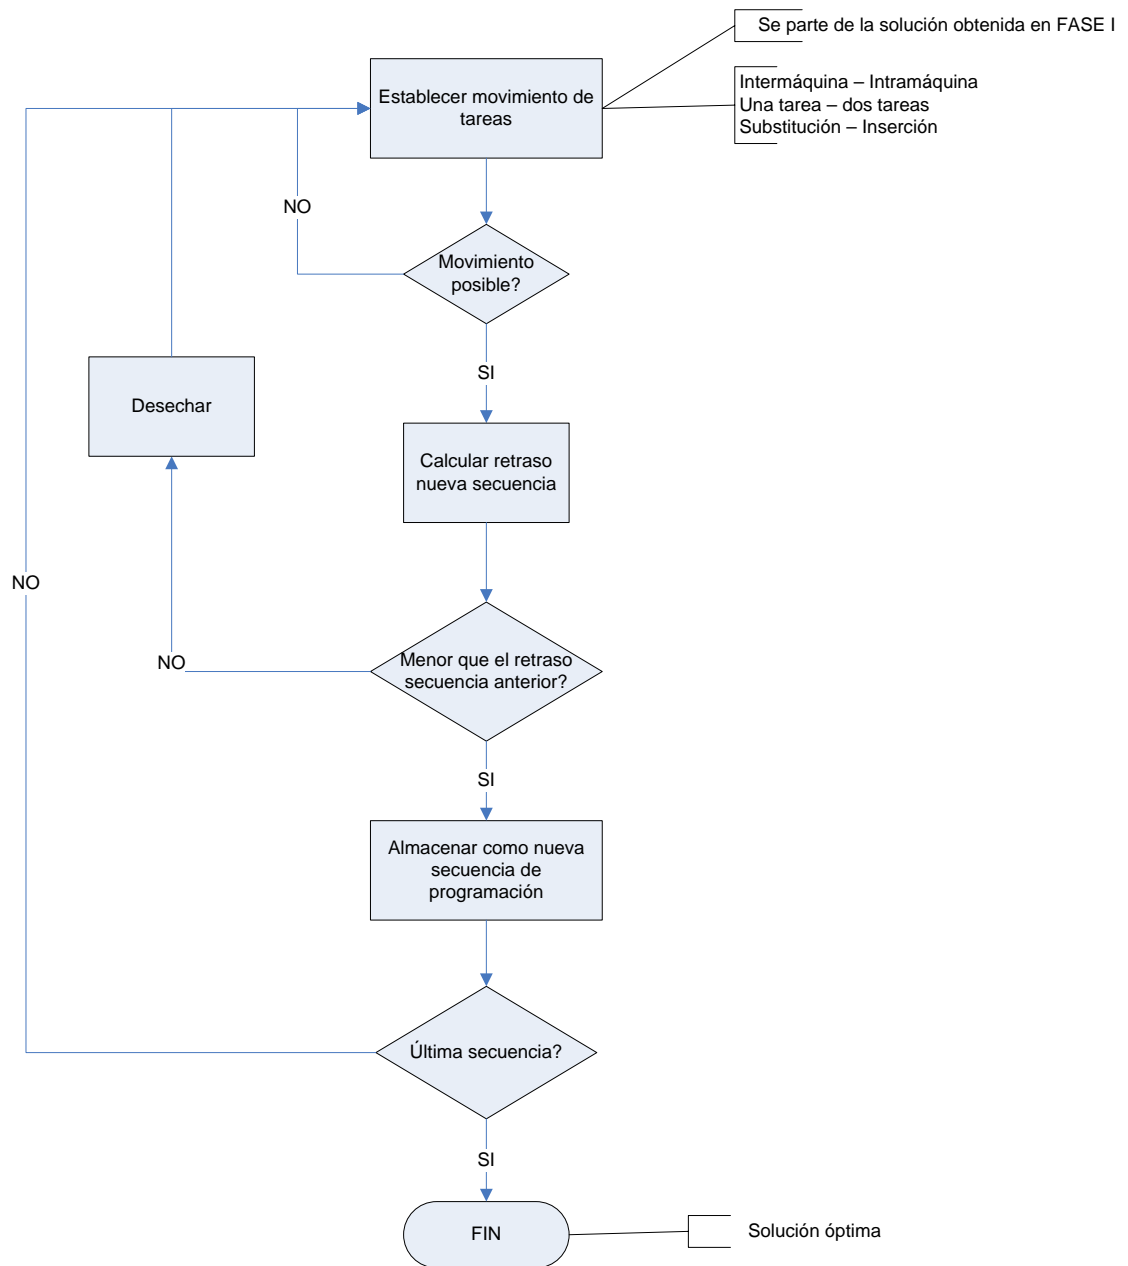 Se parte de la solución obtenida en FASE I
Establecer movimiento de
tareas
Intermáquina – Intramáquina
Una tarea – dos tareas
Substitución – Inserción
NO
Movimiento
posible?
SI
Desechar
Calcular retraso
nueva secuencia
NO
NO
Menor que el retraso
secuencia anterior?
SI
Almacenar como nueva
secuencia de
programación
Última secuencia?
SI
FIN
Solución óptima